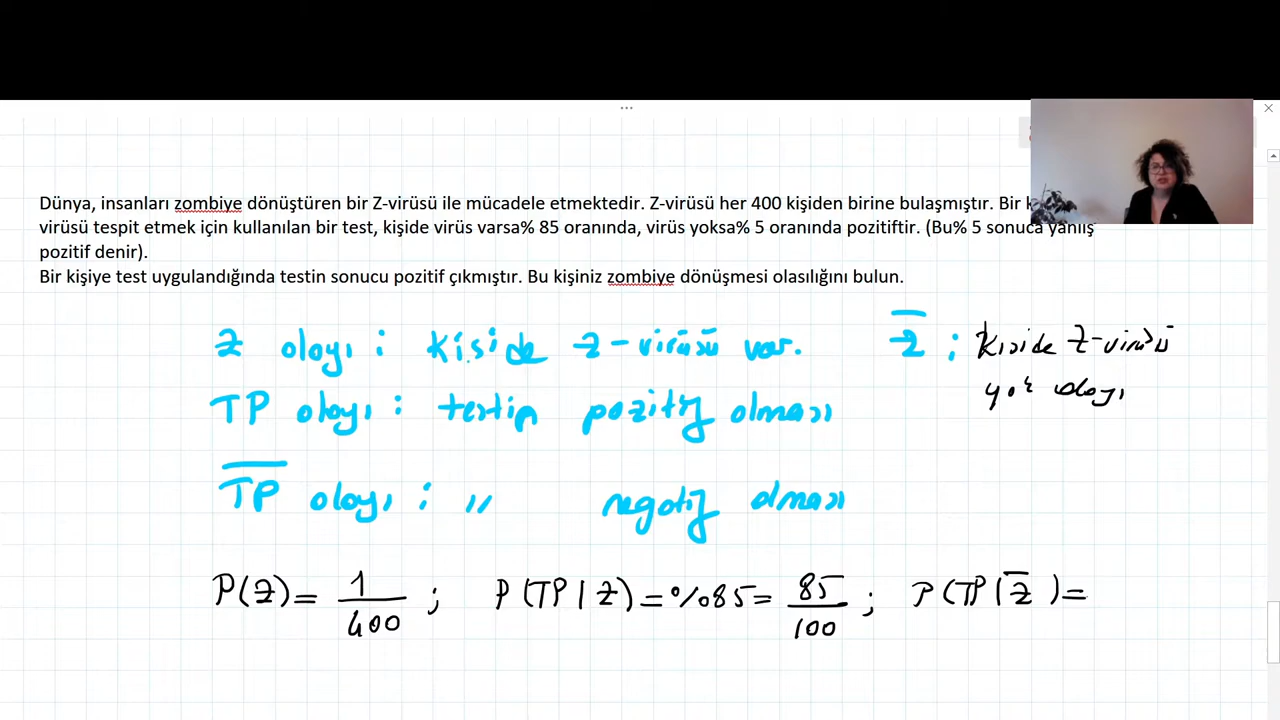 Dünya, insanları zombiye dönüştüren bir Z-virüsü ile mücadele etmektedir. Z-virüsü her 400 kişiden birine bulaşmıştır. Bir k
virüsü tespit etmek için kullanılan bir test, kişide virüs varsa% 85 oranında, virüs yoksa% 5 oranında pozitiftir. (Bu% 5 sonuca yanlış
pozitif denir).
Bir kişiye test uygulandığında testin sonucu pozitif çıkmıştır. Bu kişiniz zombiye dönüşmesi olasılığını bulun.
Z olayı : kişide Z-virüsü var. Z̅ ; kişide Z-virüsü
yok olayı
TP olayı : testin pozitif olması
T̅P̅ olayı : " negatif olması
P(Z) = 1/400 ; P(TP|Z) = %85 = 85/100 ; P(TP|Z̅) =